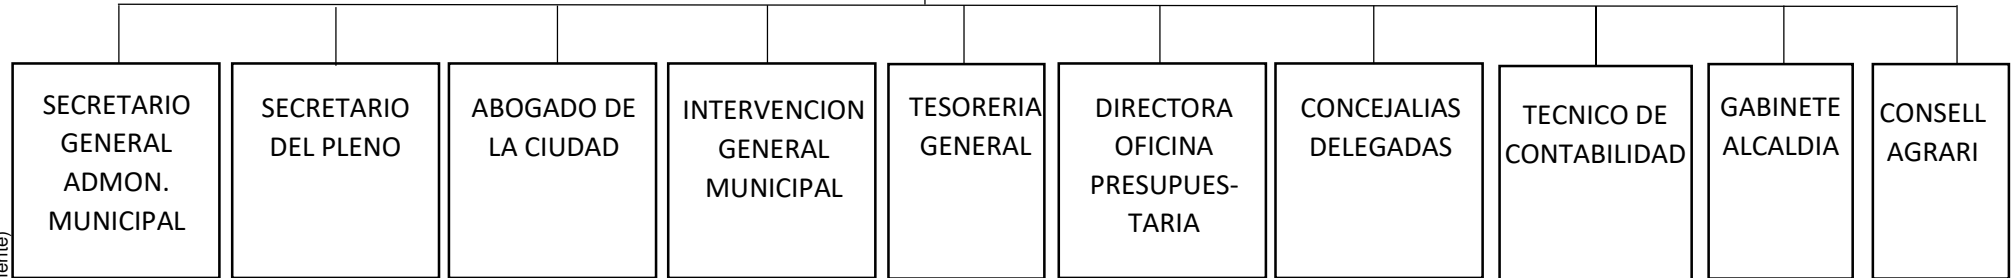 SECRETARIO
GENERAL
ADMON.
MUNICIPAL
SECRETARIO
DEL PLENO
ABOGADO DE
LA CIUDAD
INTERVENCION
GENERAL
MUNICIPAL
TESORERIA
GENERAL
DIRECTORA
OFICINA
PRESUPUES-
TARIA
CONCEJALIAS
DELEGADAS
TECNICO DE
CONTABILIDAD
GABINETE
ALCALDIA
CONSELL
AGRARI